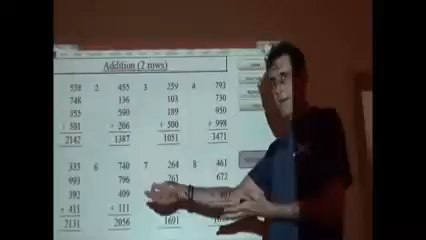 Addition (2 rows)
538 2 455 3 259 4 793
748 136 103 730
355 590 189 950
+ 501 + 206 + 500 + 998
2142 1387 1051 3471
335 6 740 7 264 8 461
993 796 261 672
392 409
+ 411 + 111
2131 2056 1691